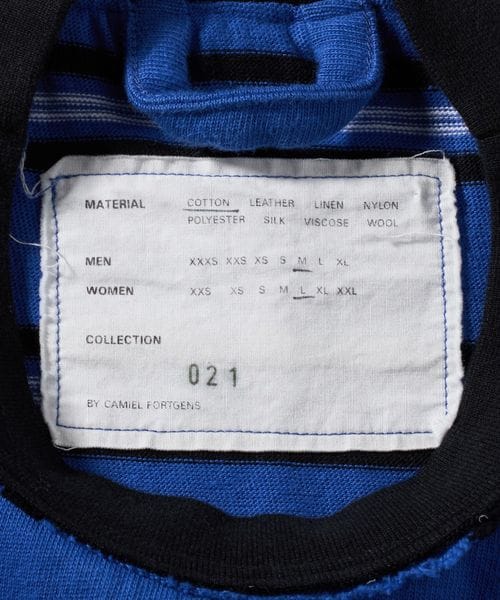 MATERIAL COTTON LEATHER LINEN NYLON
POLYESTER SILK VISCOSE WOOL
MEN XXXS XXS XS S M L XL
WOMEN XXS XS S M L XL XXL
COLLECTION
021
BY CAMIEL FORTGENS